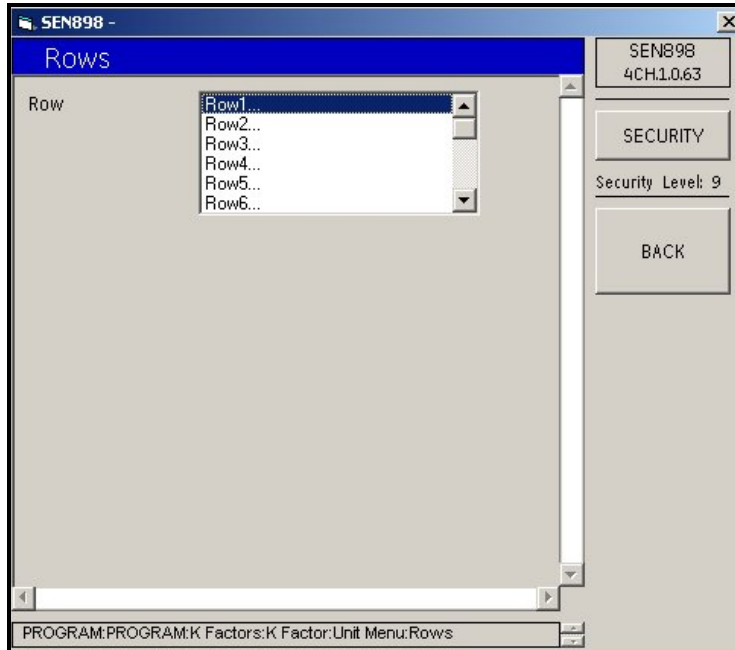 SEN898 -
Rows
SEN898
4CH.1.0.63
Row
Row1...
Row2...
Row3...
Row4...
Row5...
Row6...
SECURITY
Security Level: 9
BACK
PROGRAM:PROGRAM:K Factors:K Factor:Unit Menu:Rows